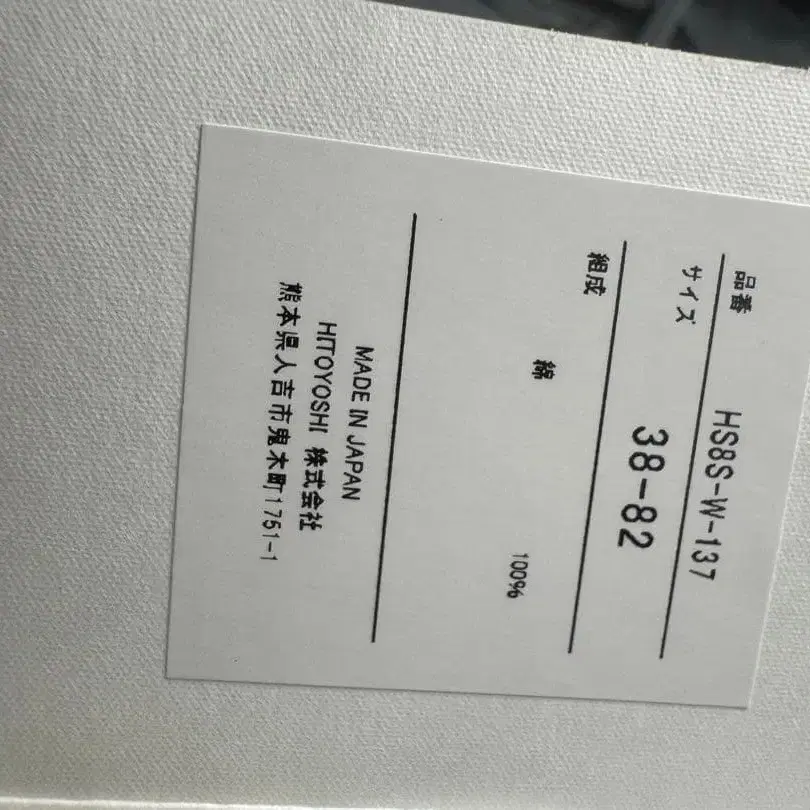 品番 HS8S-W-137
サイズ 38-82
組成
綿 100%
MADE IN JAPAN
HITOYOSHI 株式会社
熊本県人吉市鬼木町1751-1